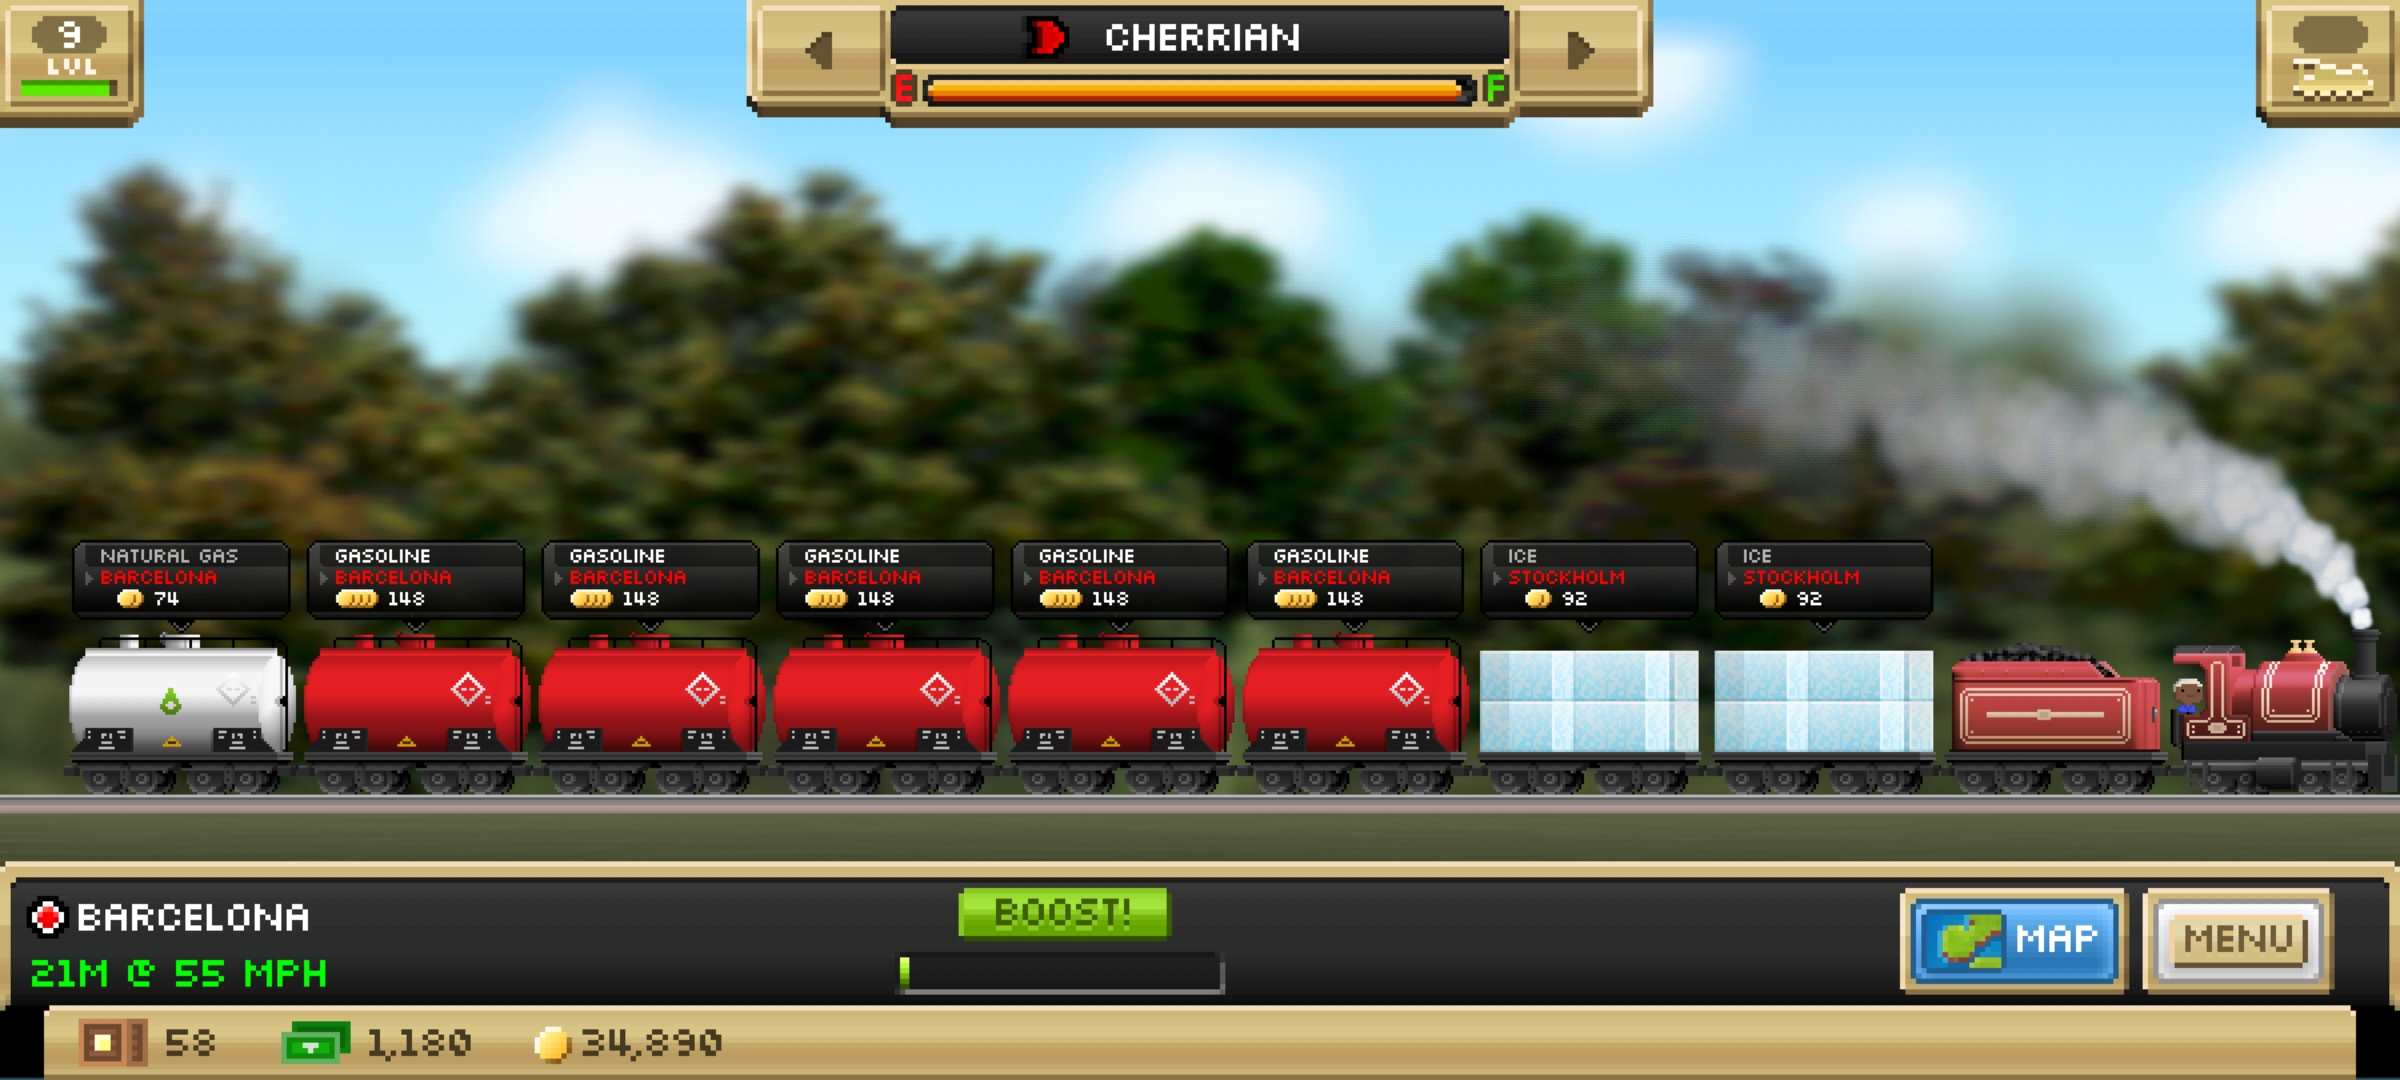 9
LVL
CHERRIAN
E F
NATURAL GAS
BARCELONA
74
GASOLINE
BARCELONA
148
GASOLINE
BARCELONA
148
GASOLINE
BARCELONA
148
GASOLINE
BARCELONA
148
GASOLINE
BARCELONA
148
ICE
STOCKHOLM
92
ICE
STOCKHOLM
92
BARCELONA
21M @ 55 MPH
BOOST!
MAP
MENU
58
1,180
34,890